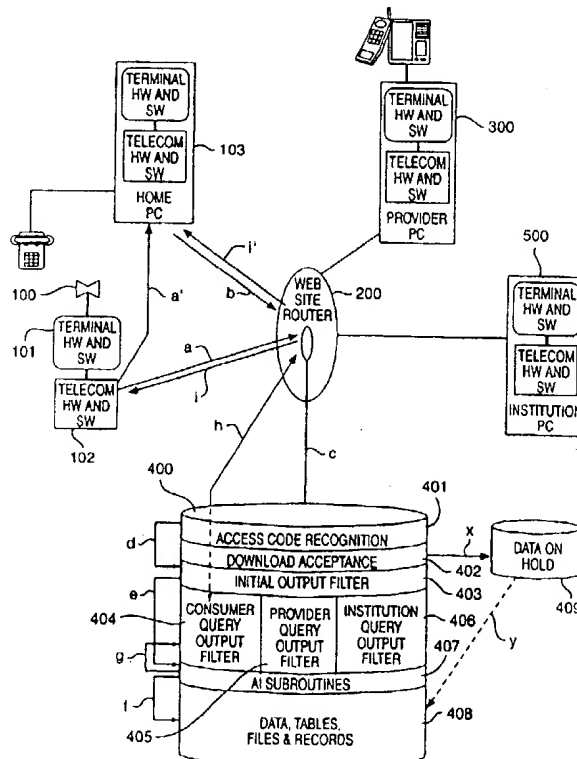 TERMINAL
HW AND
SW
TELECOM
HW AND
SW
HOME
PC
103
TERMINAL
HW AND
SW
TELECOM
HW AND
SW
PROVIDER
PC
300
100
101
TERMINAL
HW AND
SW
TELECOM
HW AND
SW
102
a'
i'
b
a
i
200
WEB
SITE
ROUTER
500
TERMINAL
HW AND
SW
TELECOM
HW AND
SW
INSTITUTION
PC
h
c
400
401
ACCESS CODE RECOGNITION
d
DOWNLOAD ACCEPTANCE
402
x
DATA ON
HOLD
409
INITIAL OUTPUT FILTER
403
e
404
CONSUMER
QUERY
OUTPUT
FILTER
PROVIDER
QUERY
OUTPUT
FILTER
INSTITUTION
QUERY
OUTPUT
FILTER
406
407
g
y
AI SUBROUTINES
f
405
DATA, TABLES,
FILES & RECORDS
408